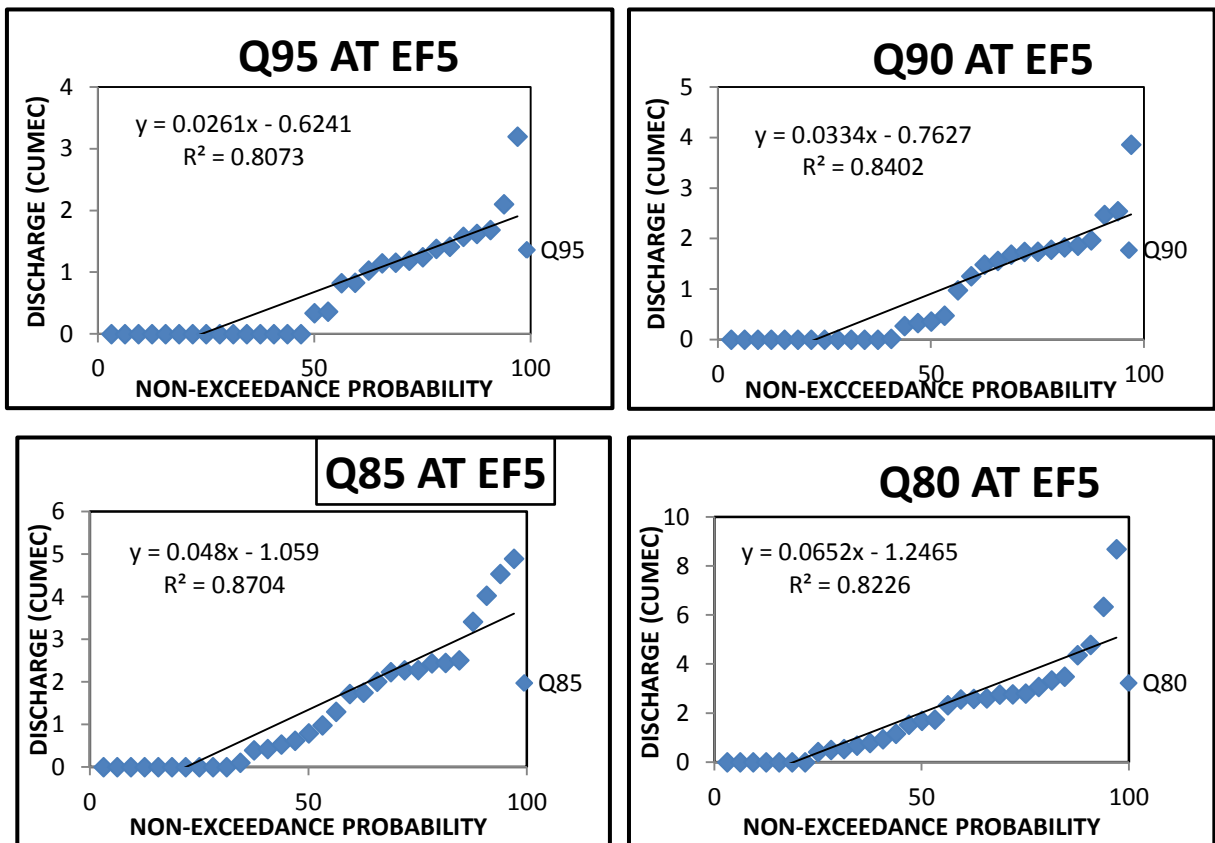 Q95 AT EF5
DISCHARGE (CUMEC)
4
3
2
1
0
y = 0.0261x - 0.6241
R² = 0.8073
Q95
0
50
100
NON-EXCEEDANCE PROBABILITY
Q90 AT EF5
DISCHARGE (CUMEC)
5
4
3
2
1
0
y = 0.0334x - 0.7627
R² = 0.8402
Q90
0
50
100
NON-EXCCEEDANCE PROBABILITY
Q85 AT EF5
DISCHARGE (CUMEC)
6
5
4
3
2
1
0
y = 0.048x - 1.059
R² = 0.8704
Q85
0
50
100
NON-EXCEEDANCE PROBABILITY
Q80 AT EF5
DISCHARGE (CUMEC)
10
8
6
4
2
0
y = 0.0652x - 1.2465
R² = 0.8226
Q80
0
50
100
NON-EXCEEDANCE PROBABILITY